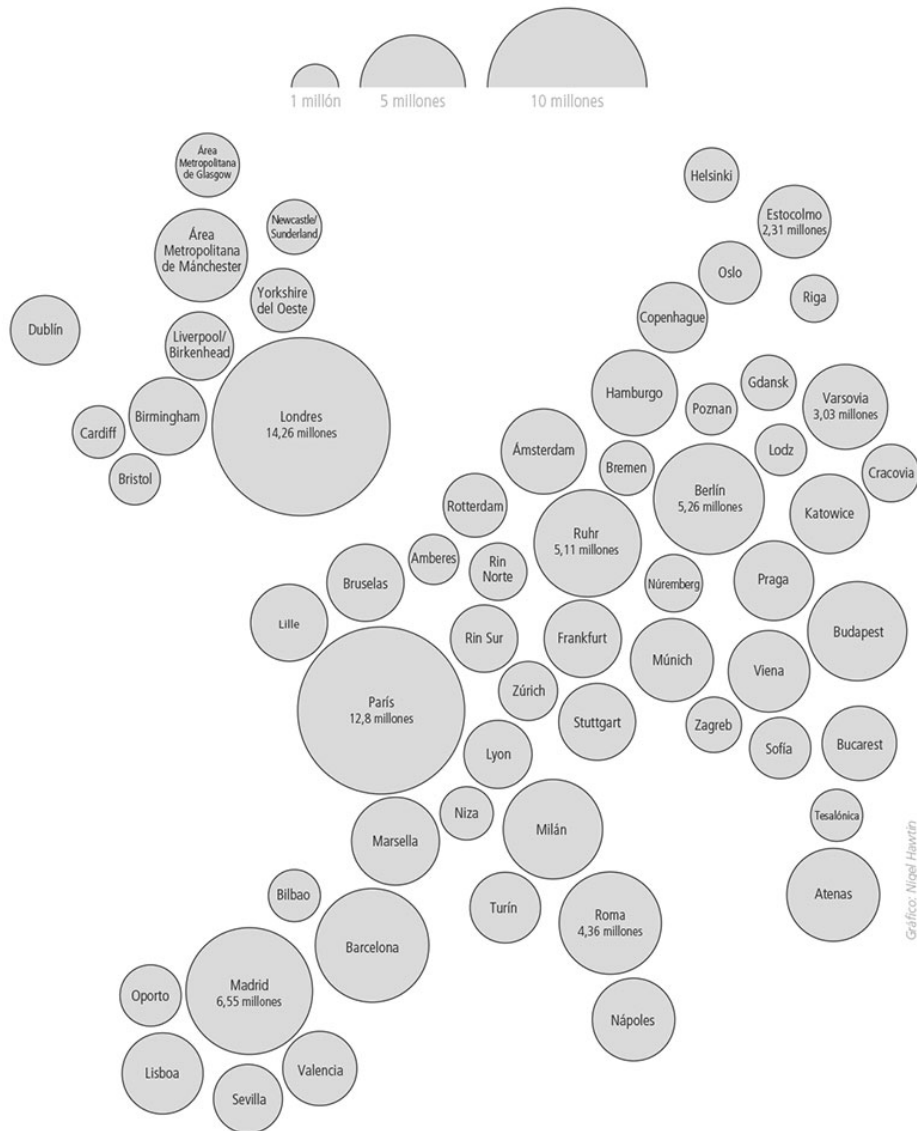 1 millón
5 millones
10 millones
Área
Metropolitana
de Glasgow
Helsinki
Newcastle/
Sunderland
Estocolmo
2,31 millones
Área
Metropolitana
de Mánchester
Oslo
Yorkshire
del Oeste
Riga
Copenhague
Dublín
Liverpool/
Birkenhead
Hamburgo
Gdansk
Varsovia
3,03 millones
Poznan
Birmingham
Londres
14,26 millones
Cardiff
Ámsterdam
Lodz
Bremen
Cracovia
Bristol
Berlín
5,26 millones
Rotterdam
Katowice
Ruhr
5,11 millones
Amberes
Rin
Norte
Bruselas
Núremberg
Praga
Lille
Rin Sur
Frankfurt
Budapest
Múnich
Viena
Zúrich
París
12,8 millones
Stuttgart
Zagreb
Sofía
Bucarest
Lyon
Niza
Tesalónica
Milán
Marsella
Gráfico: Nigel Hawtin
Bilbao
Atenas
Turín
Roma
4,36 millones
Barcelona
Madrid
6,55 millones
Oporto
Nápoles
Lisboa
Valencia
Sevilla